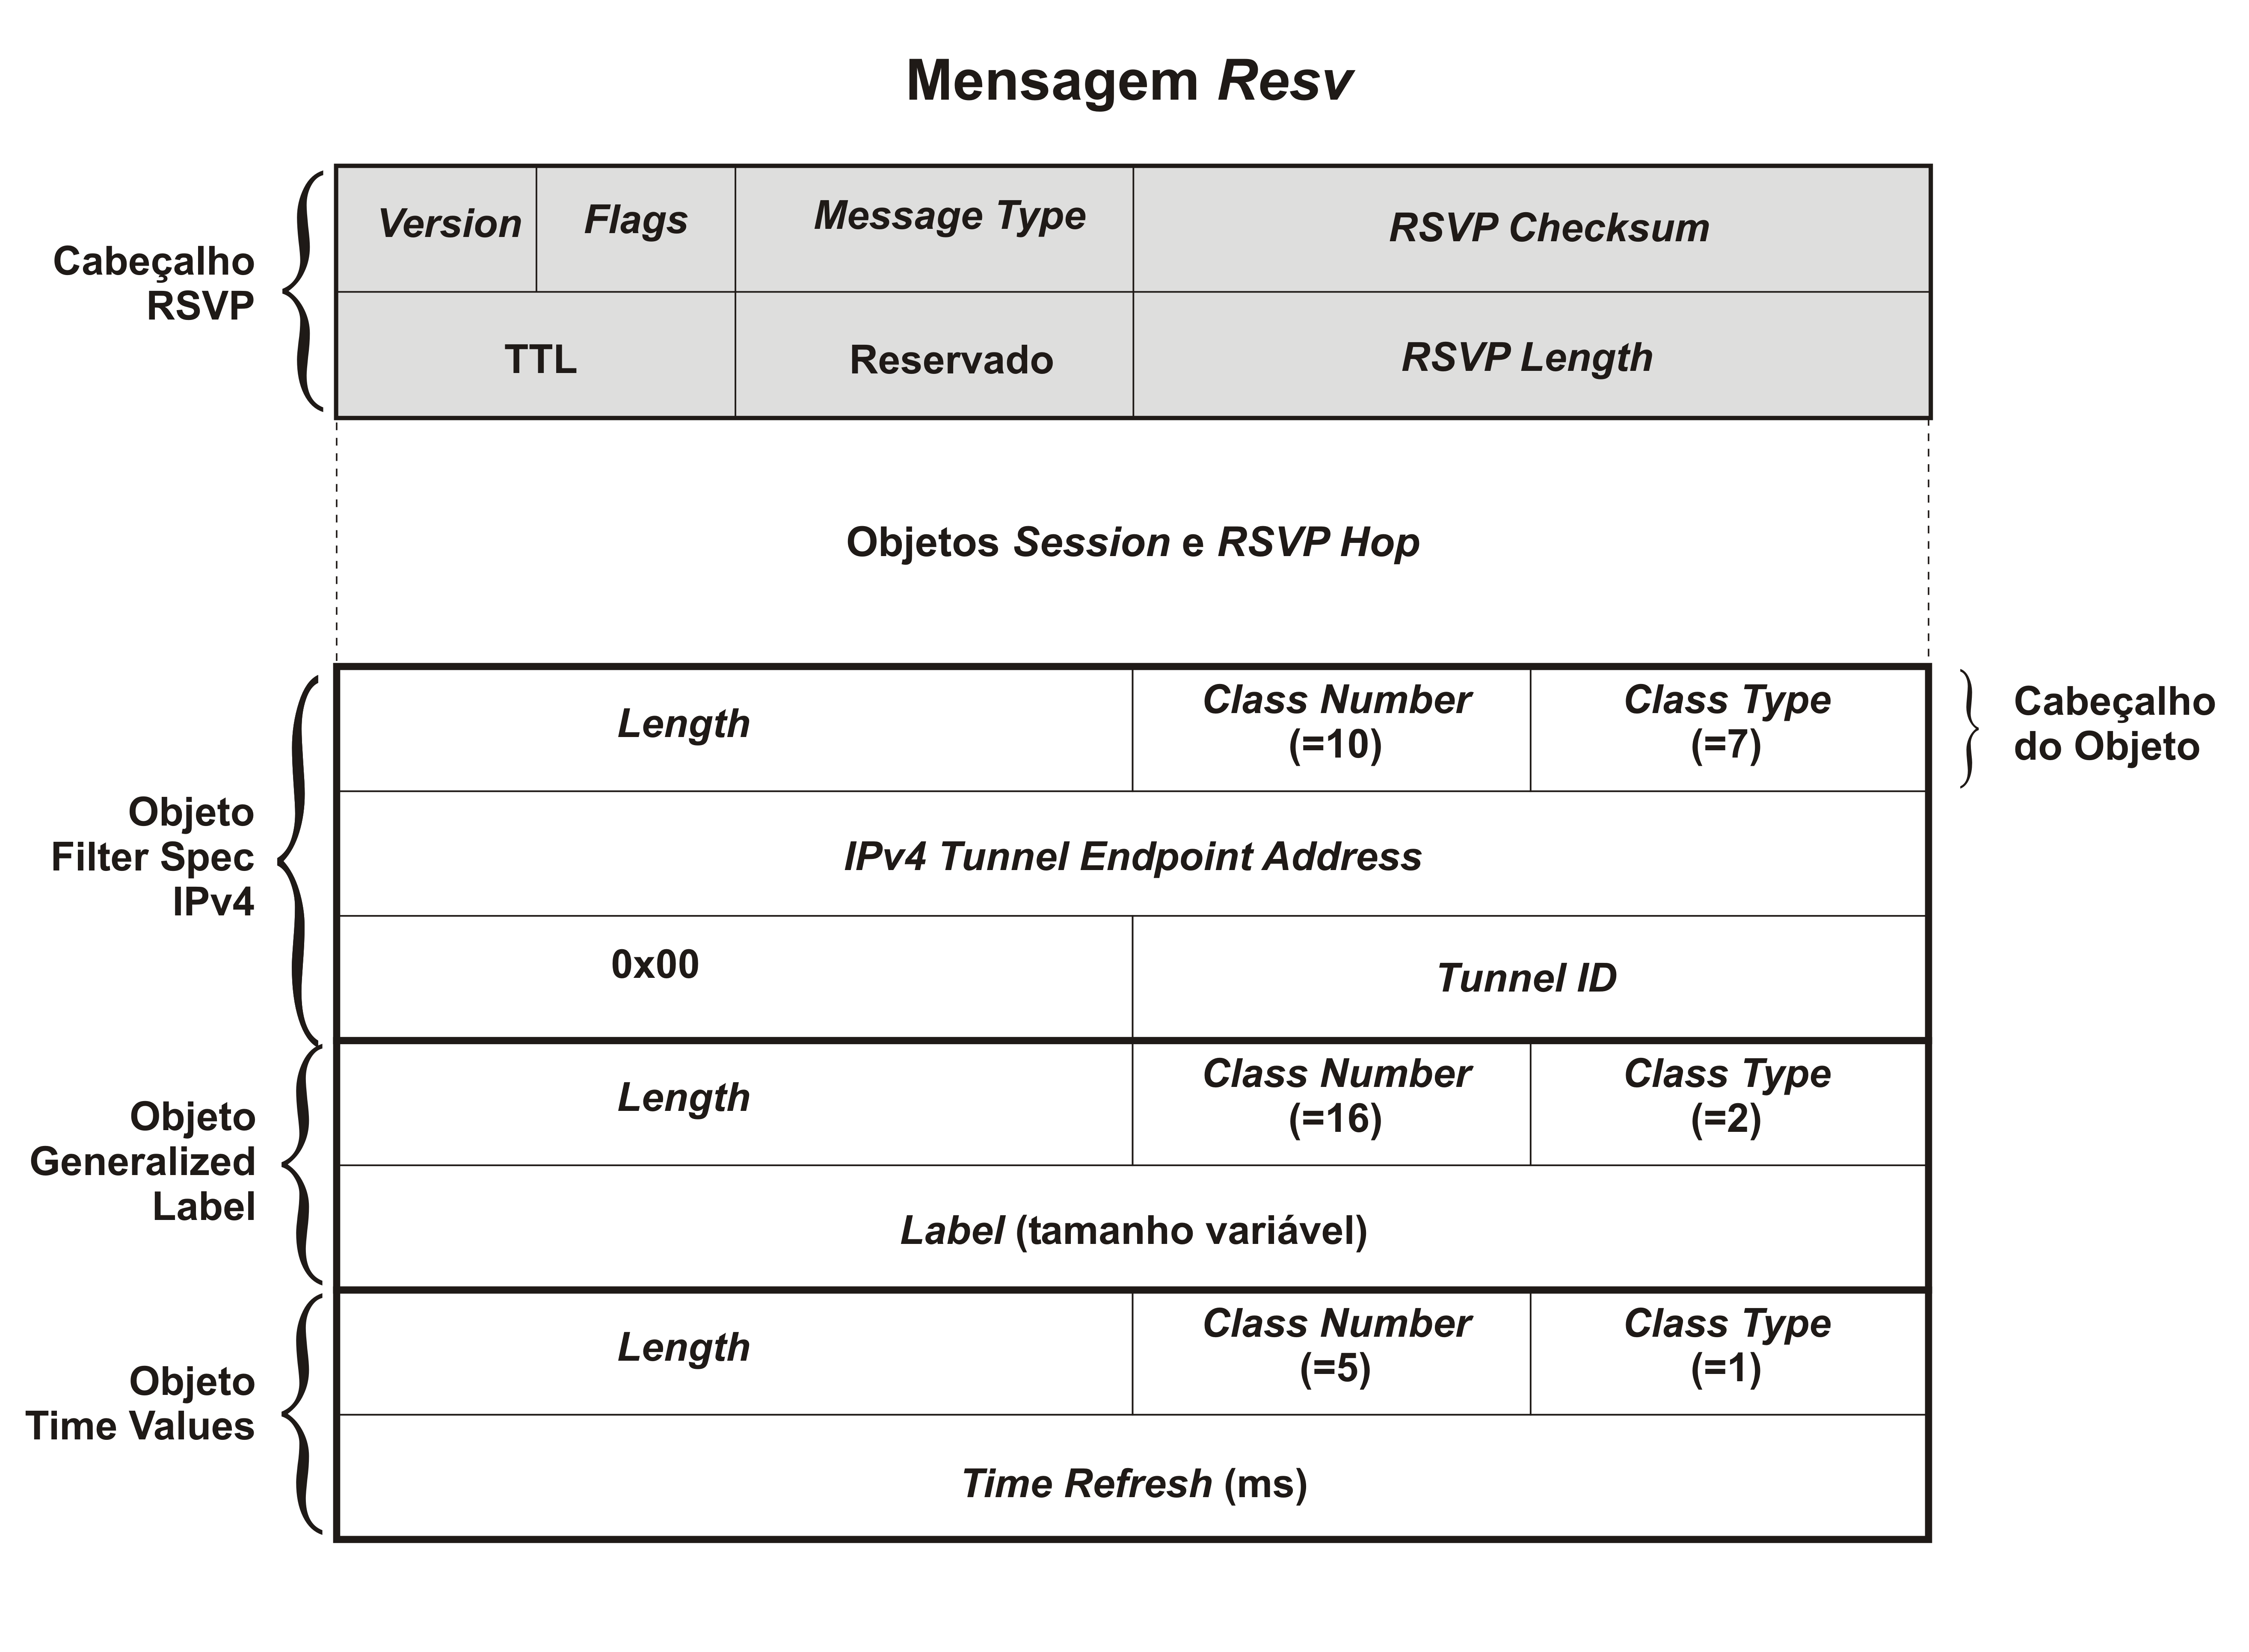 Mensagem Resv
Cabeçalho
RSVP
Version
Flags
Message Type
RSVP Checksum
TTL
Reservado
RSVP Length
Objetos Session e RSVP Hop
Objeto
Filter Spec
IPv4
Length
Class Number
(=10)
Class Type
(=7)
Cabeçalho
do Objeto
IPv4 Tunnel Endpoint Address
0x00
Tunnel ID
Objeto
Generalized
Label
Length
Class Number
(=16)
Class Type
(=2)
Label (tamanho variável)
Objeto
Time Values
Length
Class Number
(=5)
Class Type
(=1)
Time Refresh (ms)